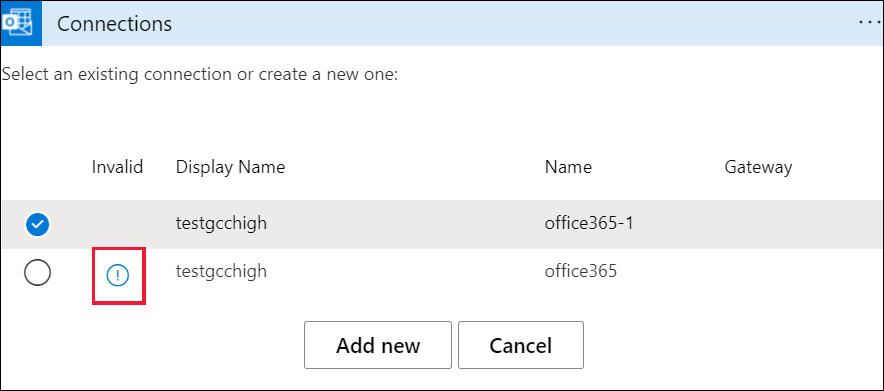 Connections ...
Select an existing connection or create a new one:
Invalid Display Name Name Gateway
testgcchigh office365-1
testgcchigh office365
Add new Cancel